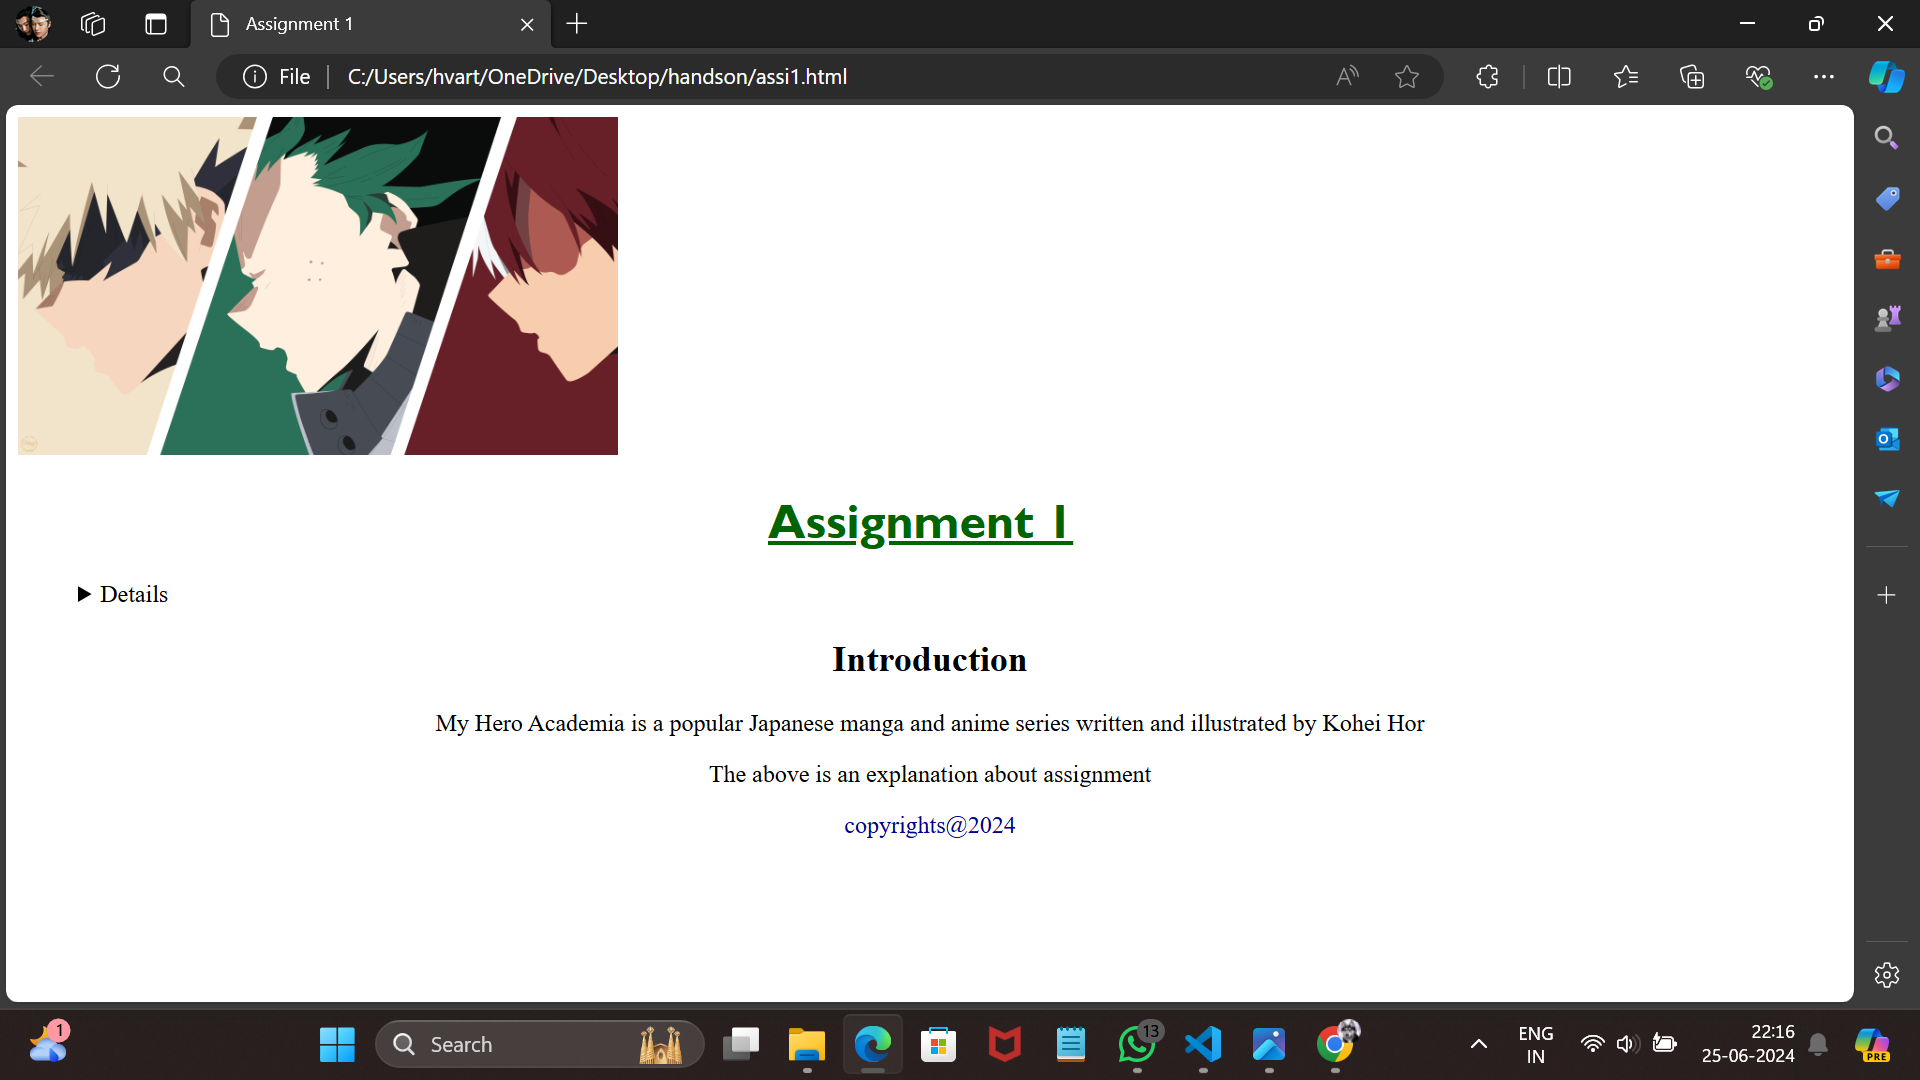 Assignment 1
File
C:/Users/hvart/OneDrive/Desktop/handson/assi1.html
Assignment 1
Details
Introduction
My Hero Academia is a popular Japanese manga and anime series written and illustrated by Kohei Hor
The above is an explanation about assignment
copyrights@2024
1
Search
13
ENG
IN
22:16
25-06-2024
PRE